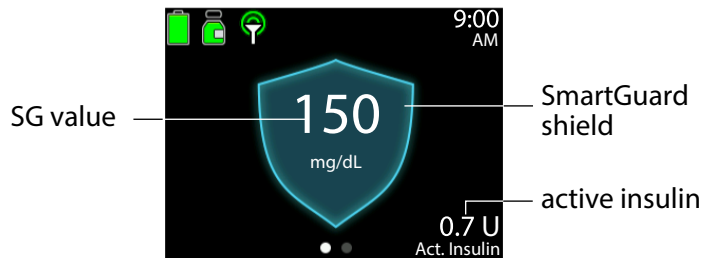 9:00
AM
SG value
150
mg/dL
SmartGuard
shield
active insulin
0.7 U
Act. Insulin